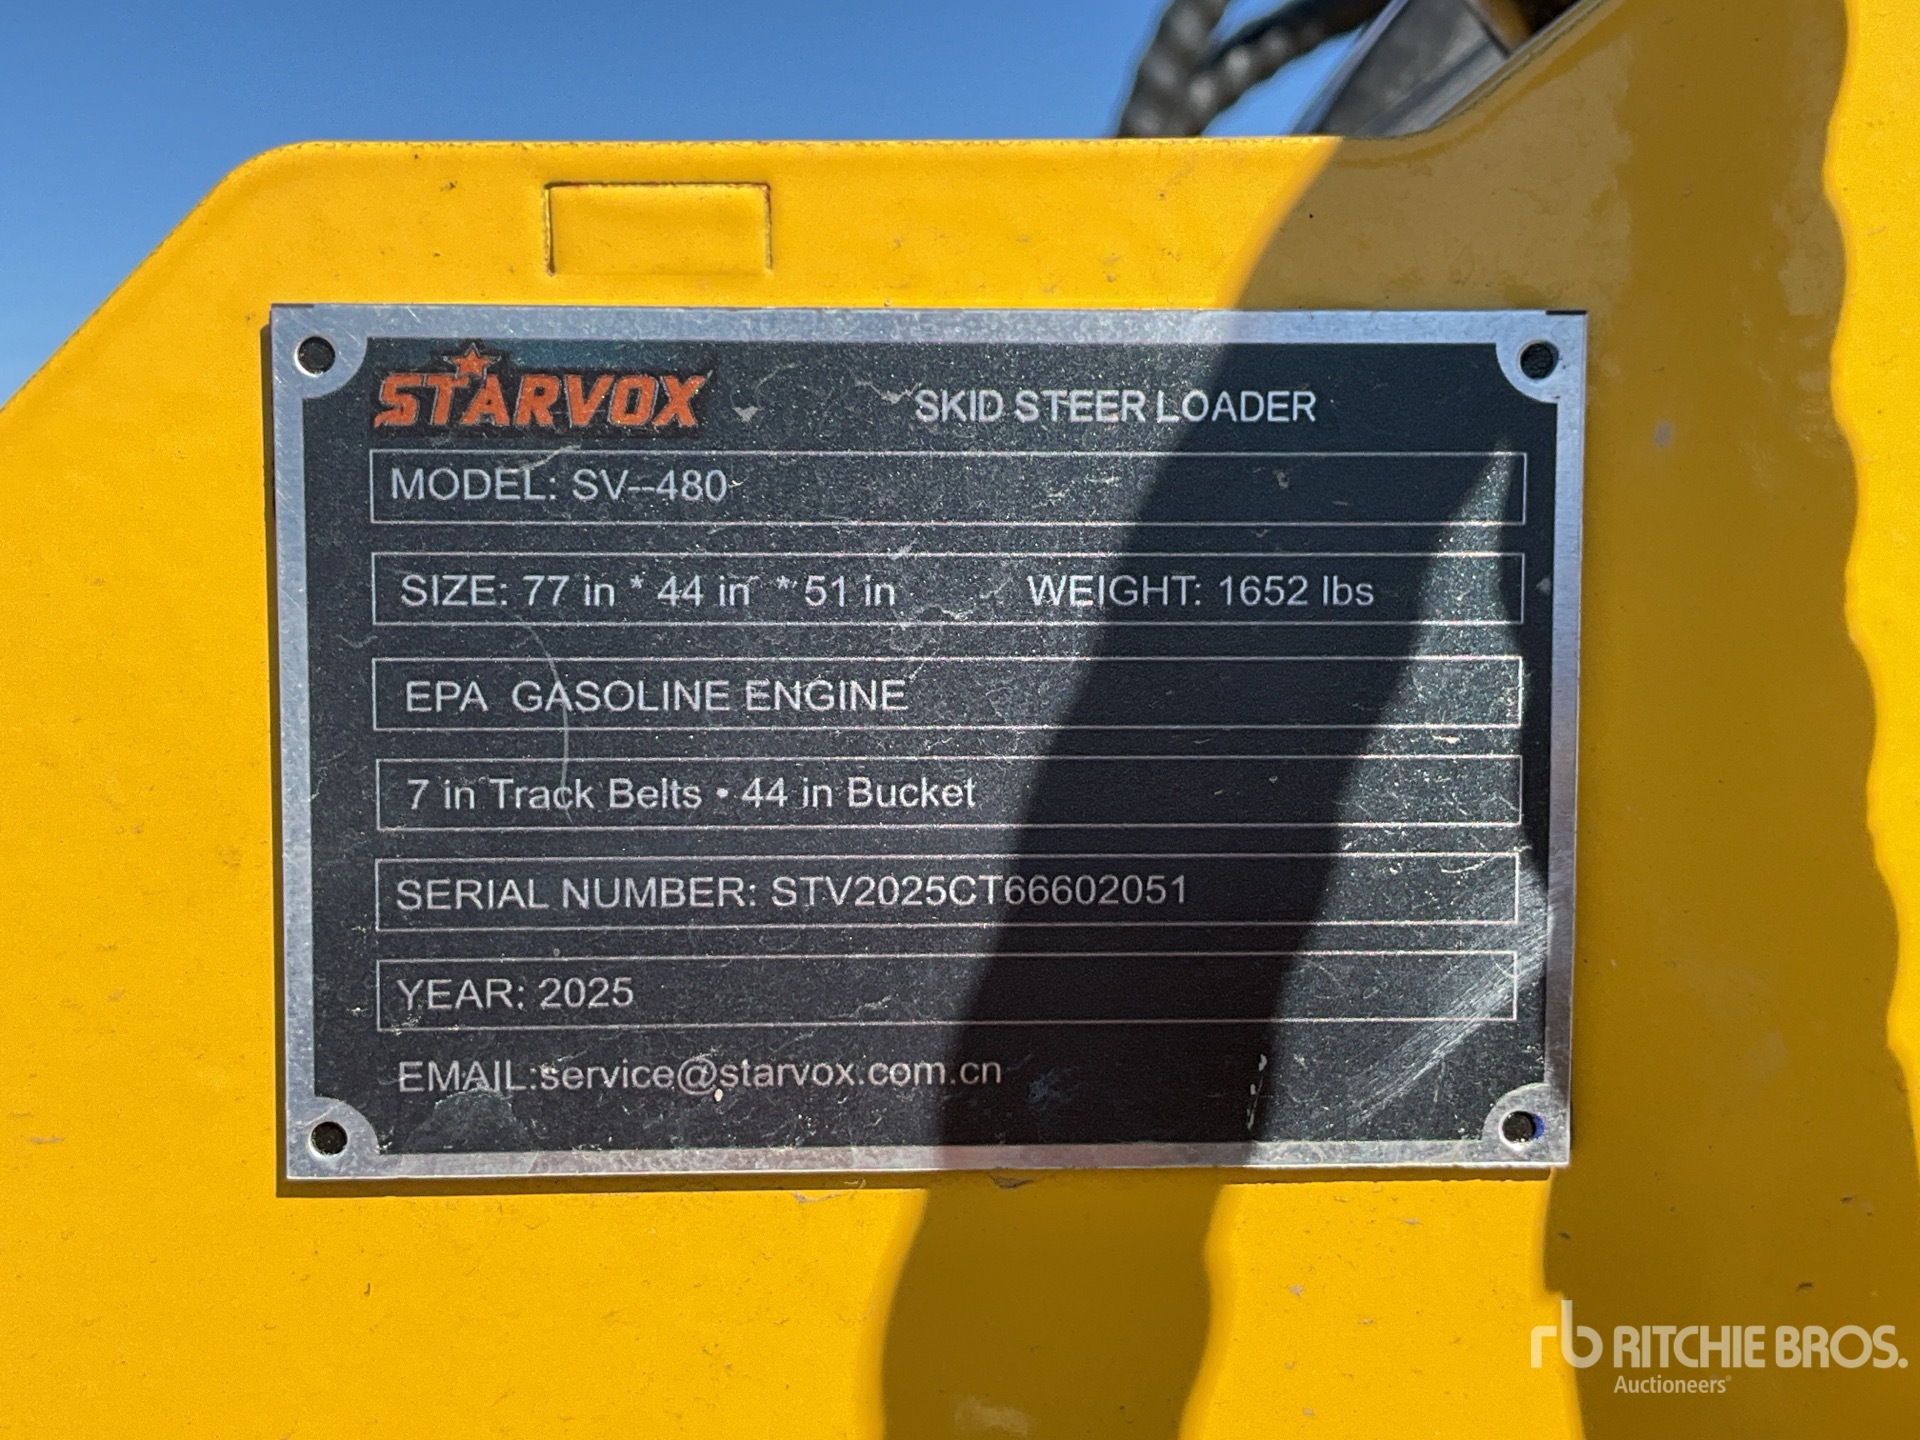 STARVOX SKID STEER LOADER
MODEL: SV--480
SIZE: 77 in * 44 in * 51 in WEIGHT: 1652 lbs
EPA GASOLINE ENGINE
7 in Track Belts • 44 in Bucket
SERIAL NUMBER: STV2025CT66602051
YEAR: 2025
EMAIL:service@starvox.com.cn
rb RITCHIE BROS.
Auctioneers